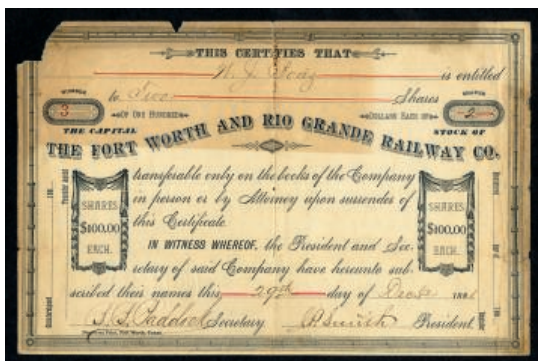 THIS CERTIFIES THAT
W. J. is entitled
to Two Shares
NUMBER 3 OF ONE HUNDRED DOLLARS EACH OF SHARES 2
THE CAPITAL STOCK OF
THE FORT WORTH AND RIO GRANDE RAILWAY CO.
transferable only on the books of the Company
in person or by Attorney upon surrender of
this Certificate.
SHARES $100.00 EACH.
SHARES $100.00 EACH.
IN WITNESS WHEREOF, the President and Sec-
retary of said Company have hereunto sub-
scribed their names this 29th day of Dec
Secretary. President.